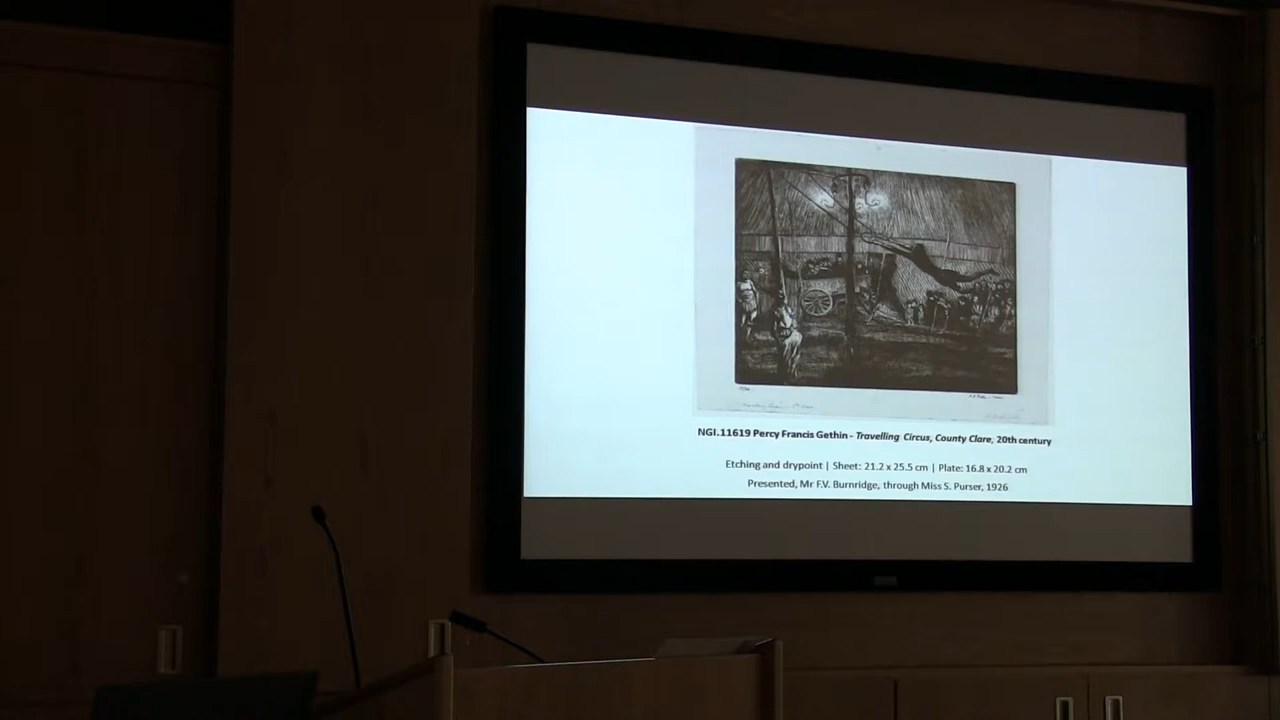 NGI.11619 Percy Francis Gethin - Travelling Circus, County Clare, 20th century
Etching and drypoint | Sheet: 21.2 x 25.5 cm | Plate: 16.8 x 20.2 cm
Presented, Mr F.V. Burnridge, through Miss S. Purser, 1926